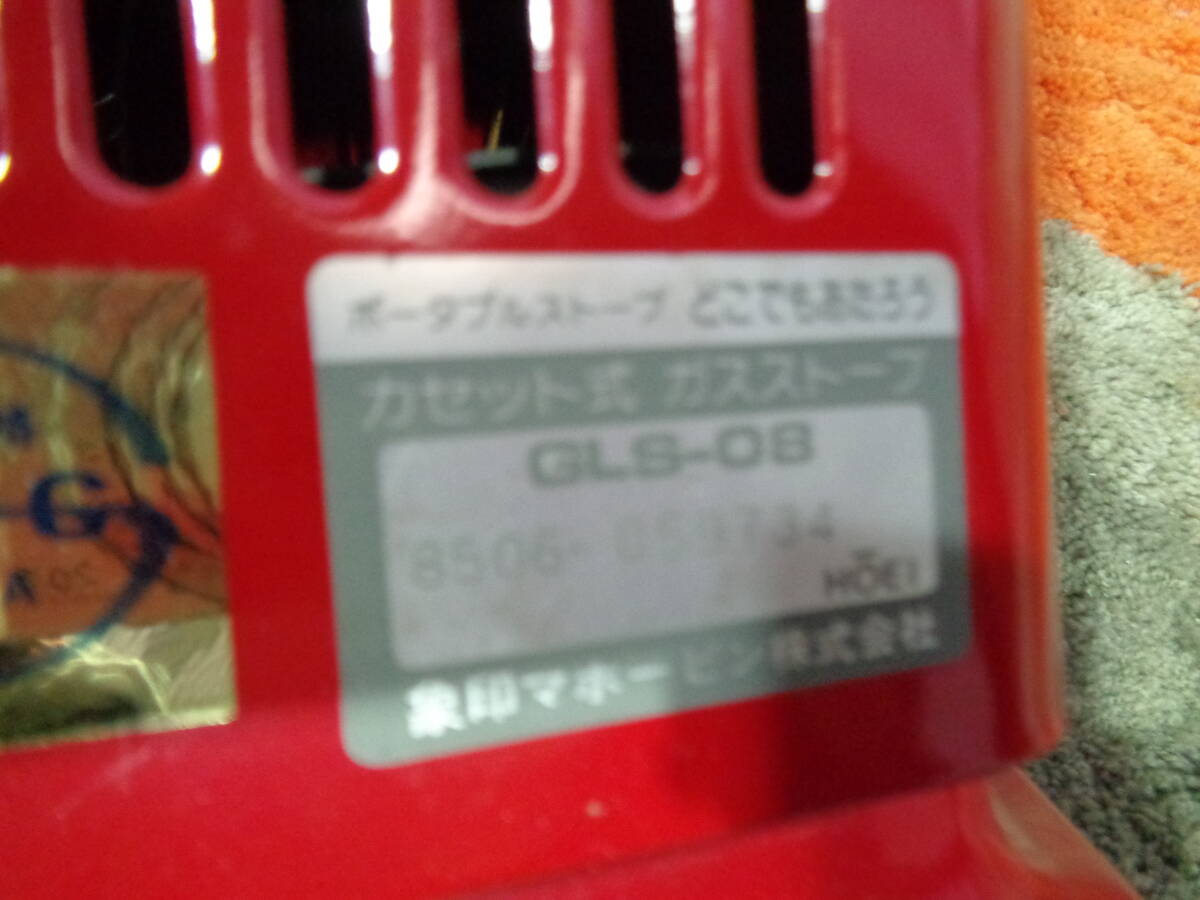 ポータブルストーブ どこでもあたろう
カセット式 ガスストーブ
GLS-08
8506-
HŌEI
象印マホービン株式会社
G
A